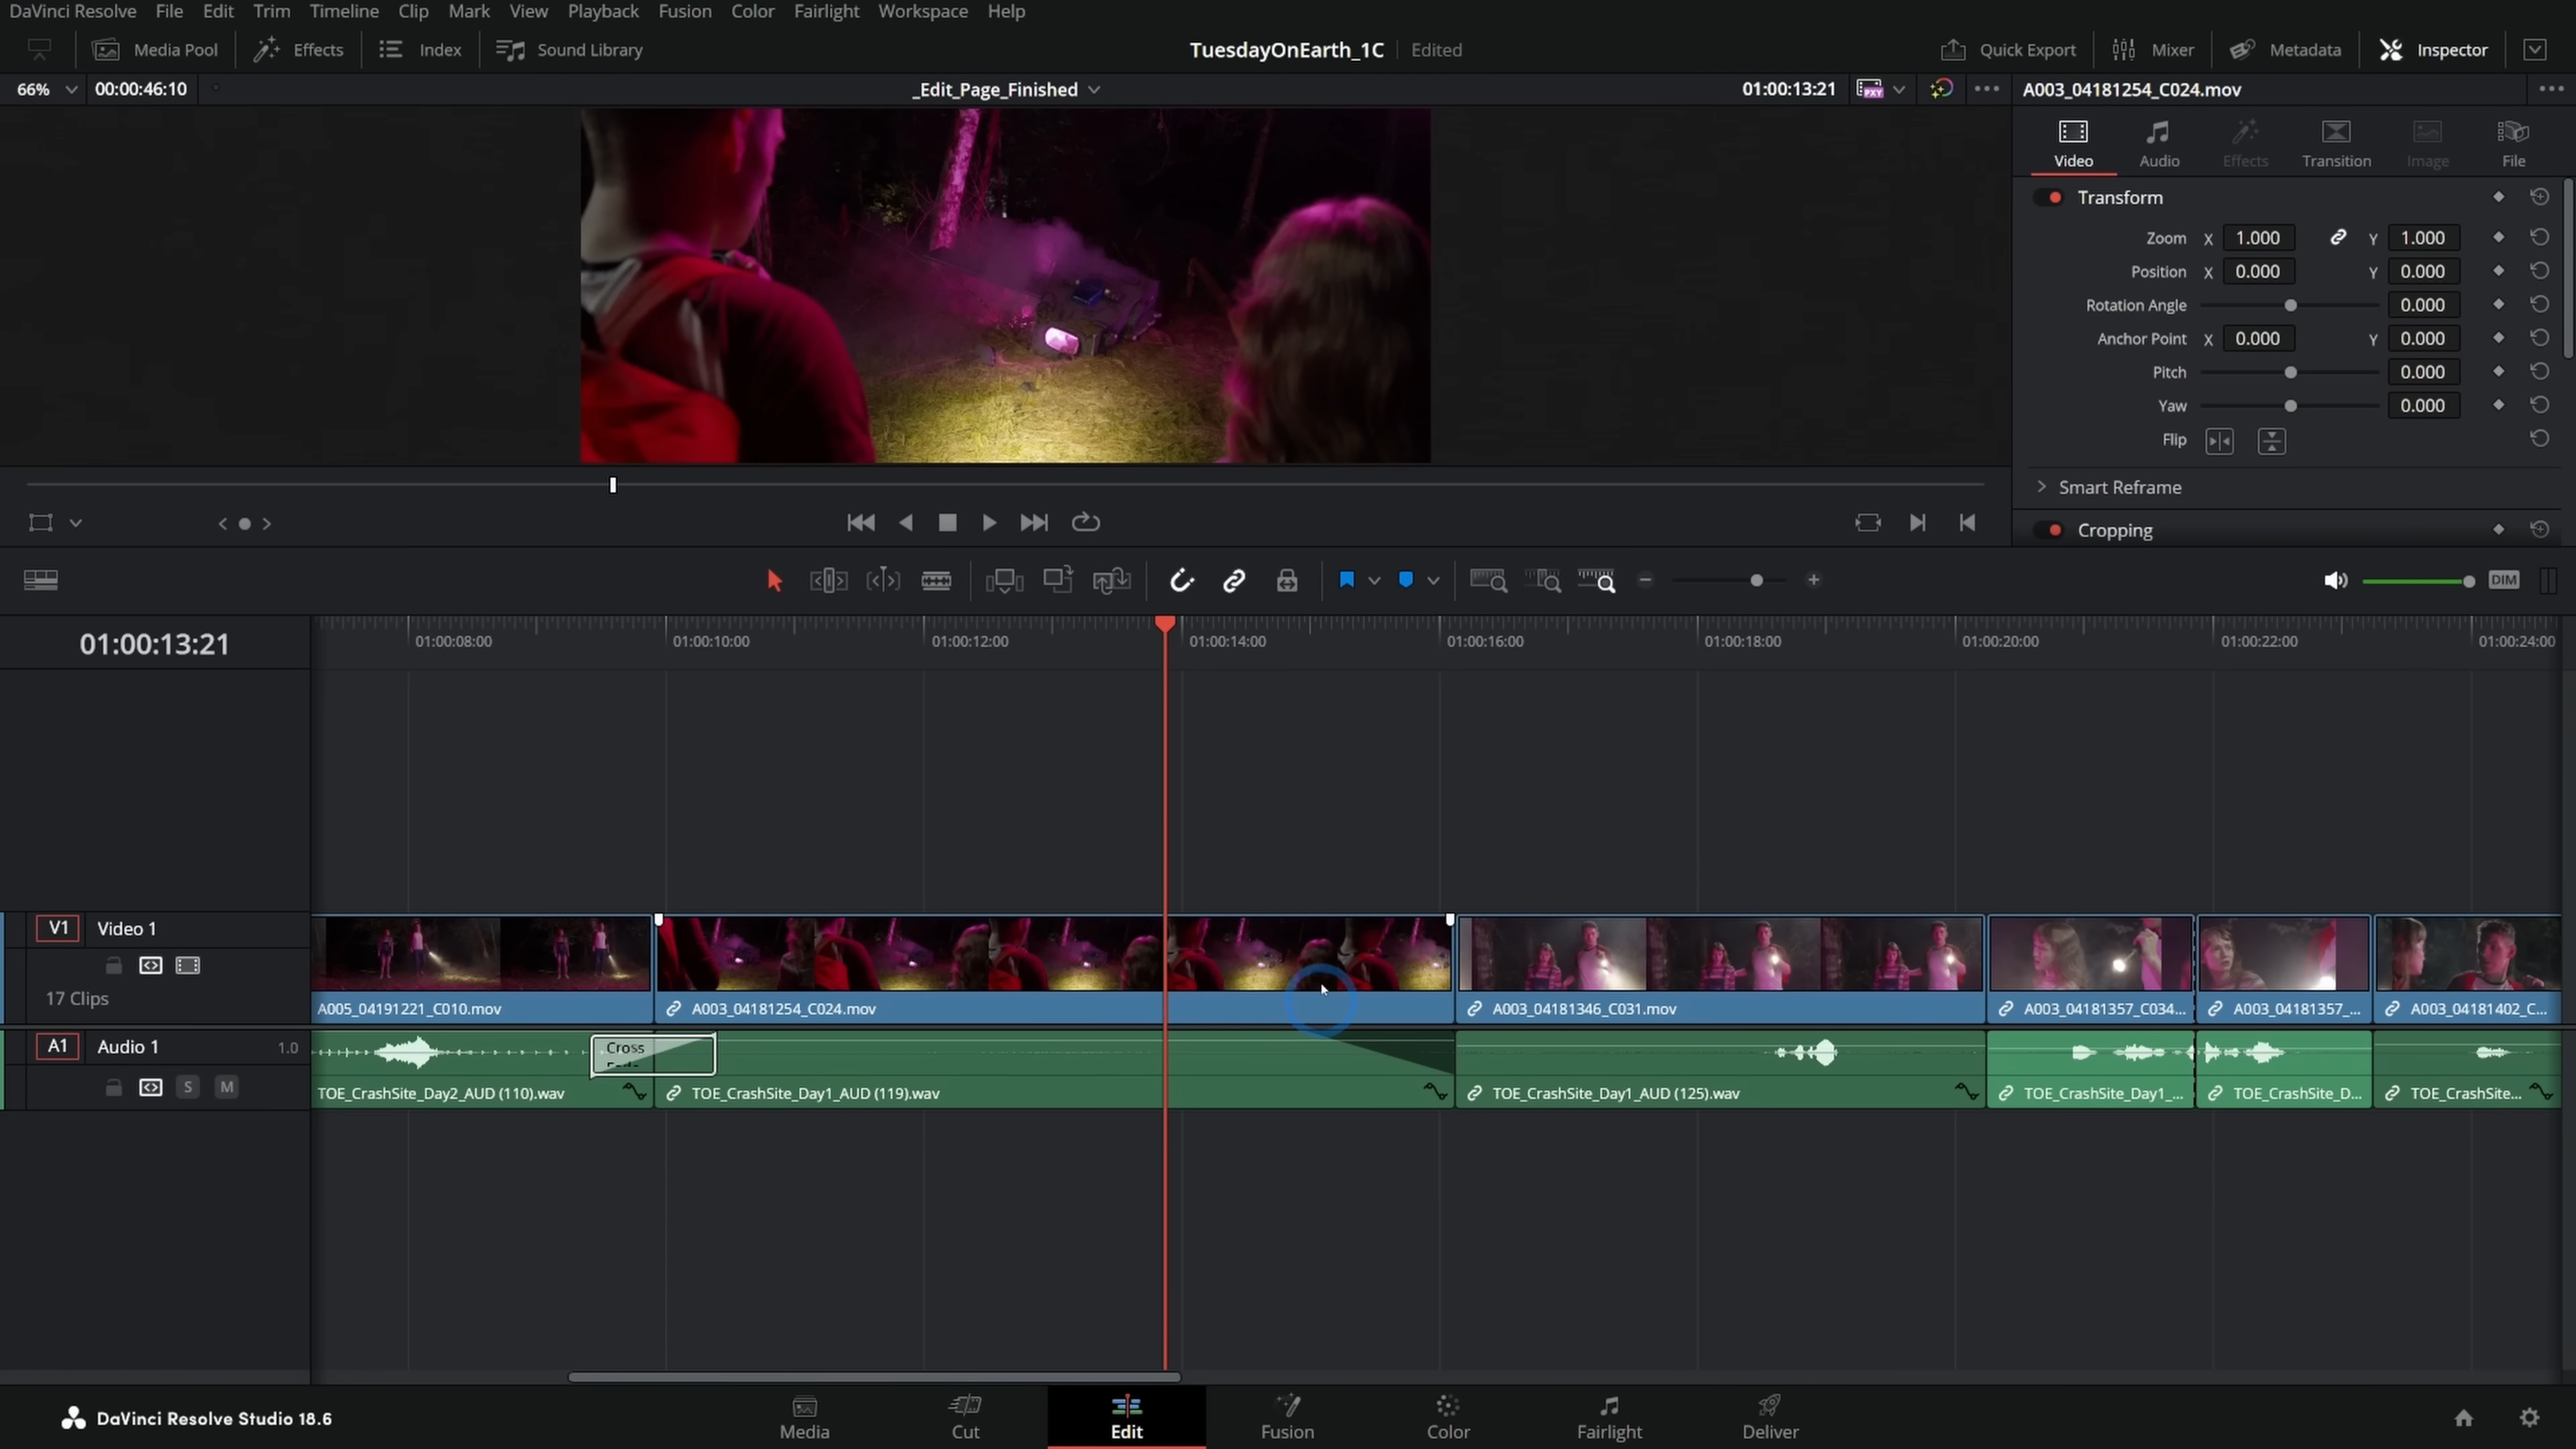 DaVinci Resolve File Edit Trim Timeline Clip Mark View Playback Fusion Color Fairlight Workspace Help
Media Pool Effects Index Sound Library TuesdayOnEarth_1C Edited Quick Export Mixer Metadata Inspector
66% 00:00:46:10 _Edit_Page_Finished 01:00:13:21 PXY A003_04181254_C024.mov
Video Audio Effects Transition Image File
Transform
Zoom X 1.000 Y 1.000
Position X 0.000 Y 0.000
Rotation Angle 0.000
Anchor Point X 0.000 Y 0.000
Pitch 0.000
Yaw 0.000
Flip
Smart Reframe
Cropping
DIM
01:00:13:21 01:00:08:00 01:00:10:00 01:00:12:00 01:00:14:00 01:00:16:00 01:00:18:00 01:00:20:00 01:00:22:00 01:00:24:00
V1 Video 1
17 Clips
A005_04191221_C010.mov A003_04181254_C024.mov A003_04181346_C031.mov A003_04181357_C034... A003_04181357_... A003_04181402_C...
A1 Audio 1 1.0 Cross
S M TOE_CrashSite_Day2_AUD (110).wav TOE_CrashSite_Day1_AUD (119).wav TOE_CrashSite_Day1_AUD (125).wav TOE_CrashSite_Day1_... TOE_CrashSite_D... TOE_CrashSite...
DaVinci Resolve Studio 18.6 Media Cut Edit Fusion Color Fairlight Deliver